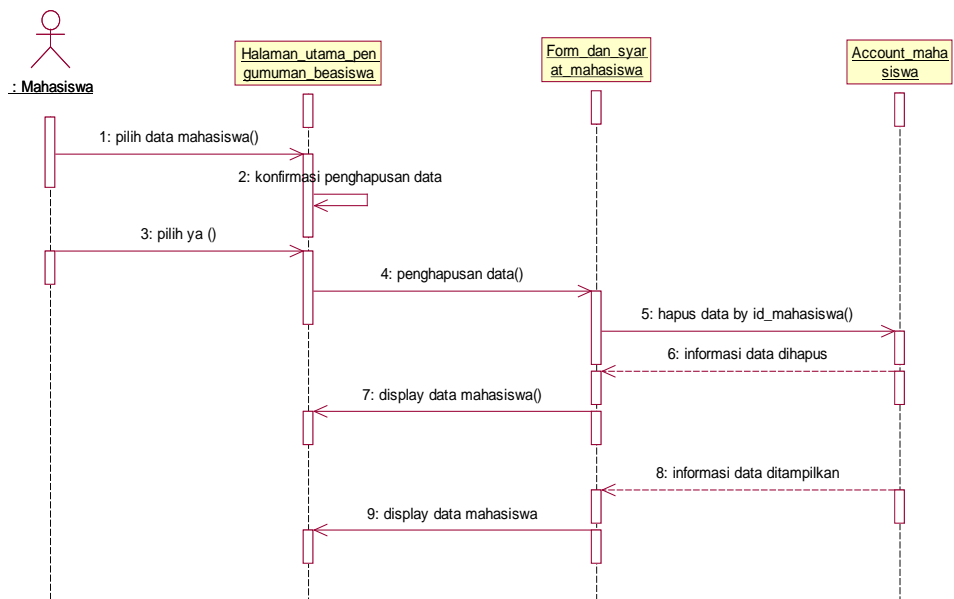 : Mahasiswa
Halaman_utama_pen
gumuman_beasiswa
Form_dan_syar
at_mahasiswa
Account_maha
siswa
1: pilih data mahasiswa()
2: konfirmasi penghapusan data
3: pilih ya ()
4: penghapusan data()
5: hapus data by id_mahasiswa()
6: informasi data dihapus
7: display data mahasiswa()
8: informasi data ditampilkan
9: display data mahasiswa